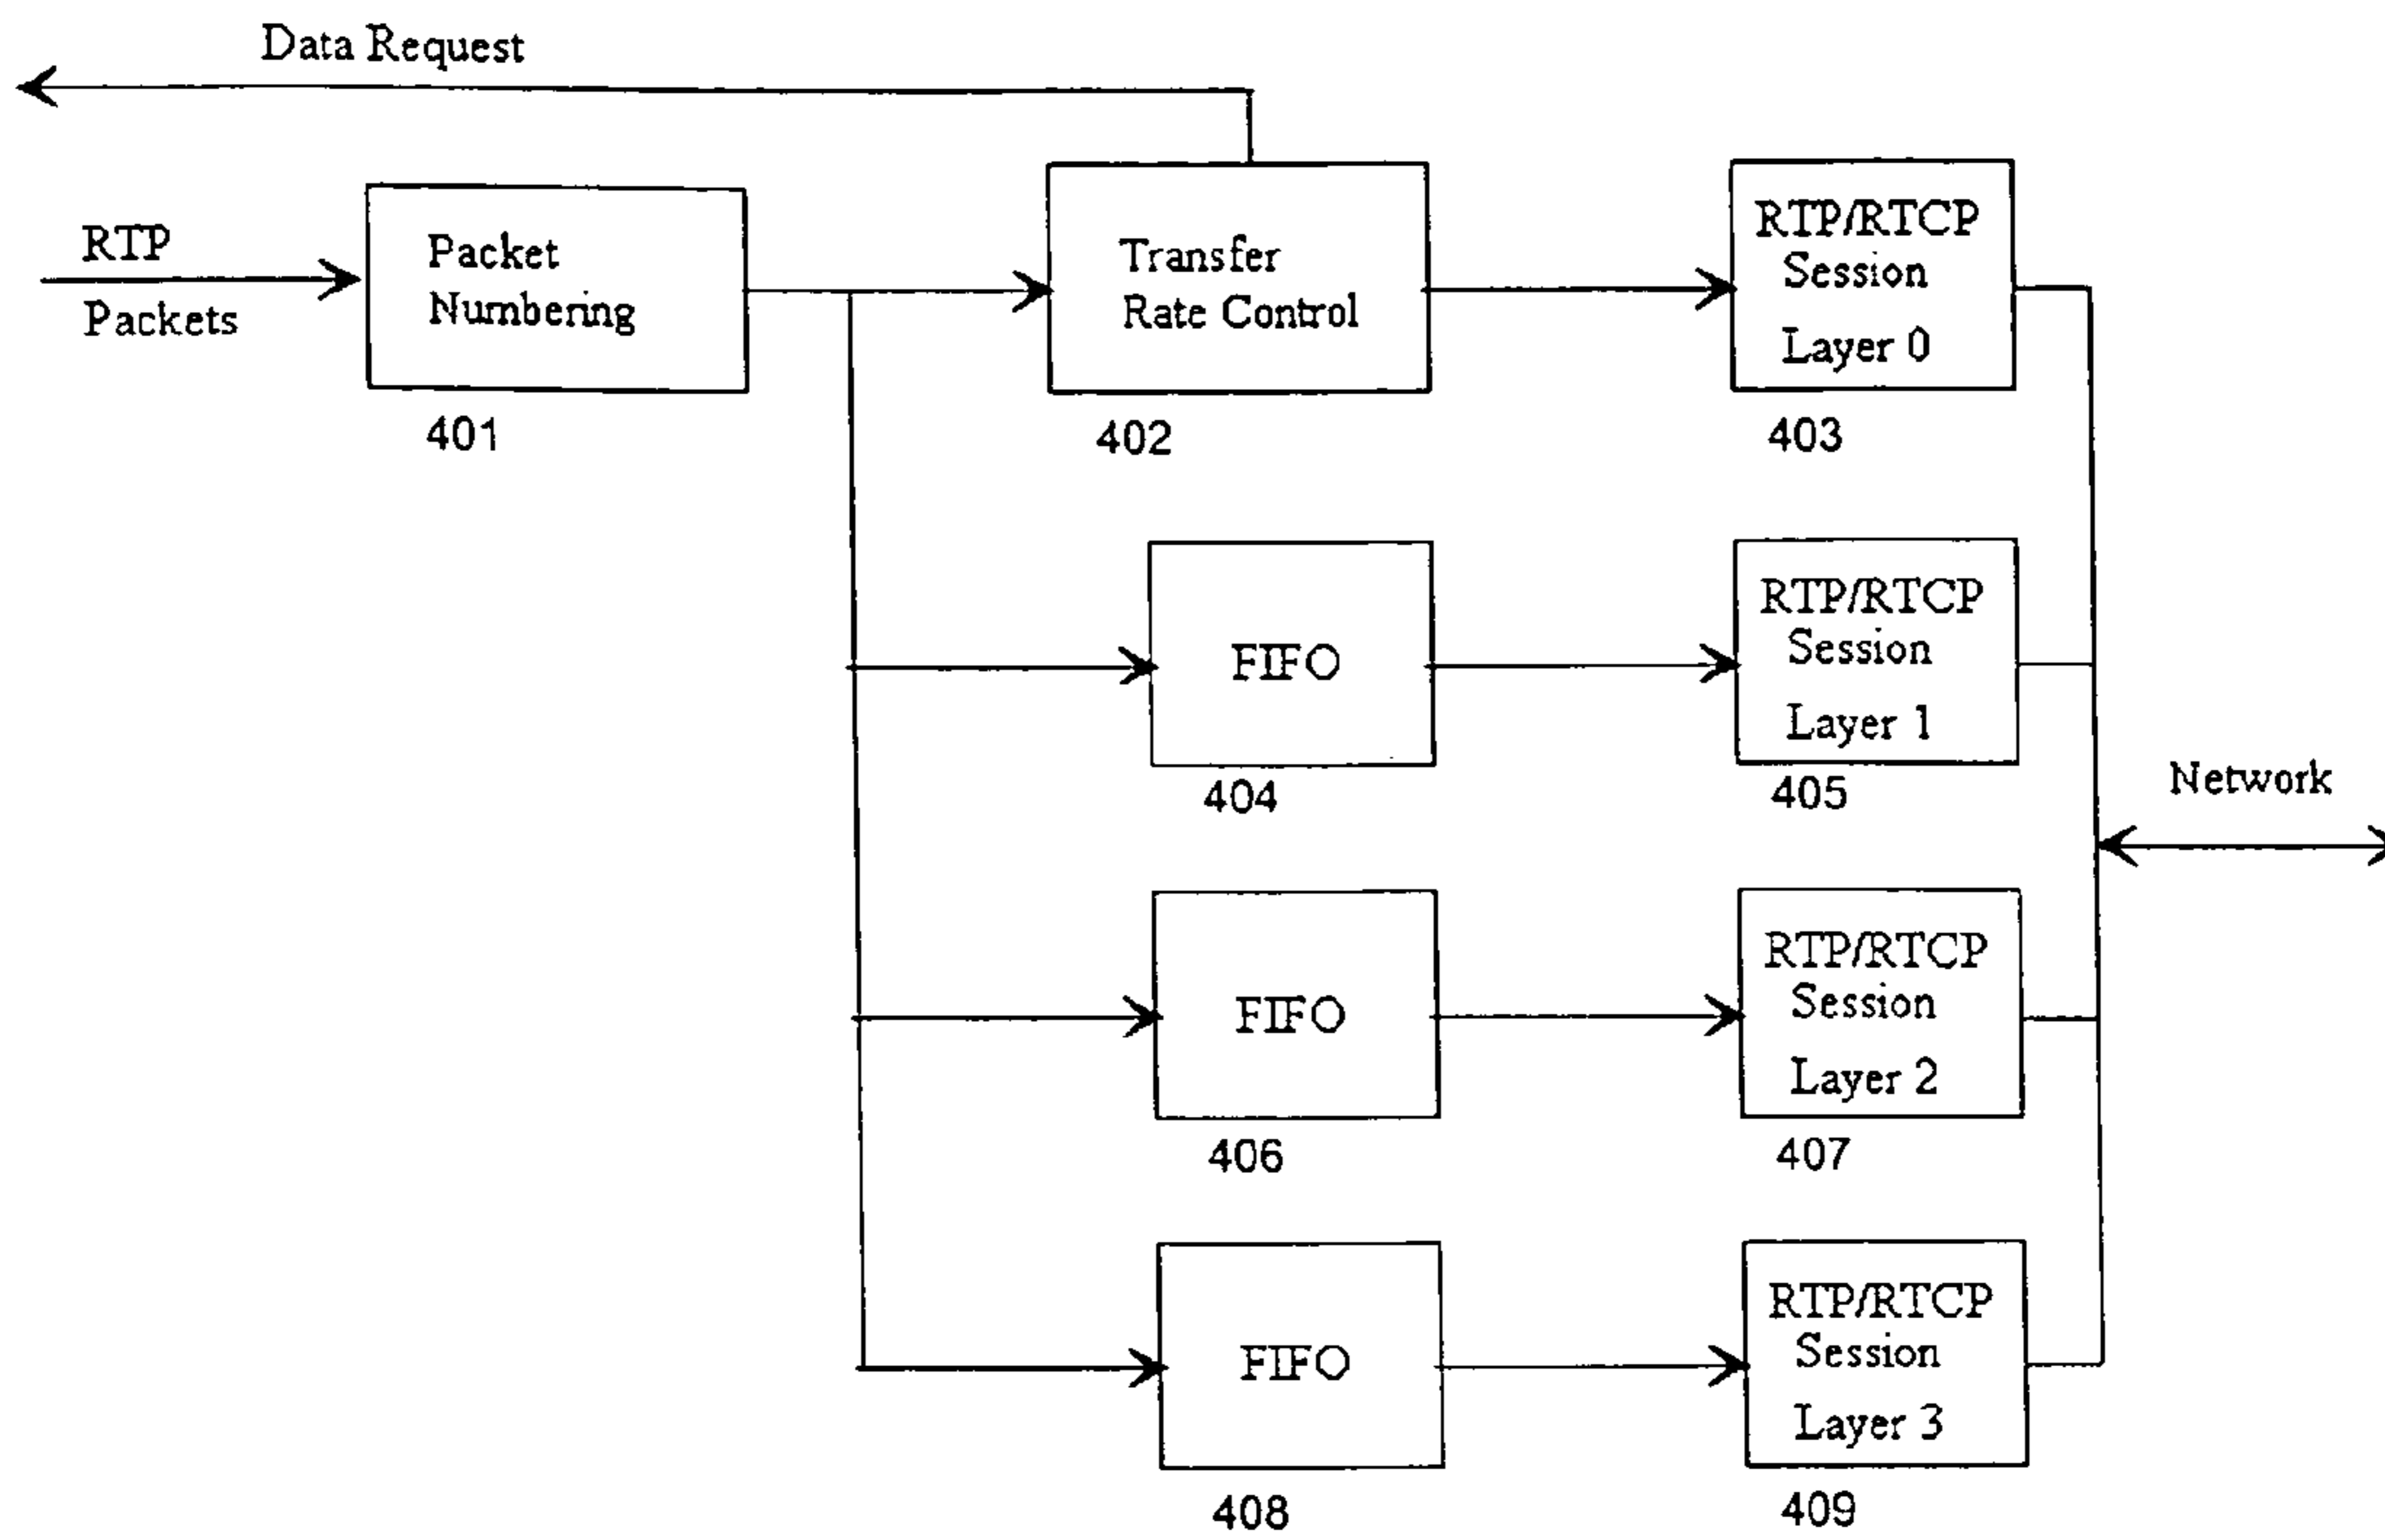 Data Request
RTP
Packets
Packet
Numbering
401
Transfer
Rate Control
402
RTP/RTCP
Session
Layer 0
403
FIFO
404
RTP/RTCP
Session
Layer 1
405
Network
FIFO
406
RTP/RTCP
Session
Layer 2
407
FIFO
408
RTP/RTCP
Session
Layer 3
409